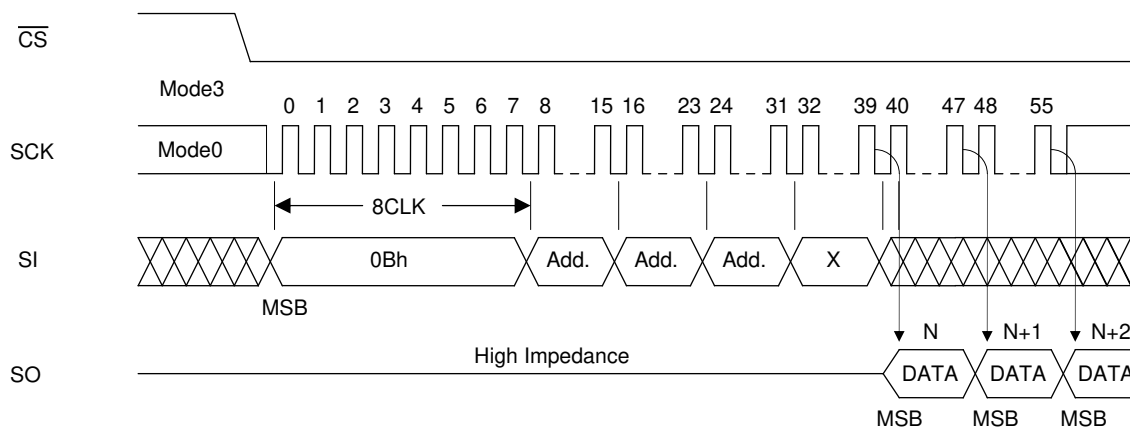 CS
Mode3
0 1 2 3 4 5 6 7 8 15 16 23 24 31 32 39 40 47 48 55
SCK
Mode0
8CLK
SI
0Bh
Add.
Add.
Add.
X
MSB
N
N+1
N+2
High Impedance
SO
DATA
DATA
DATA
MSB
MSB
MSB